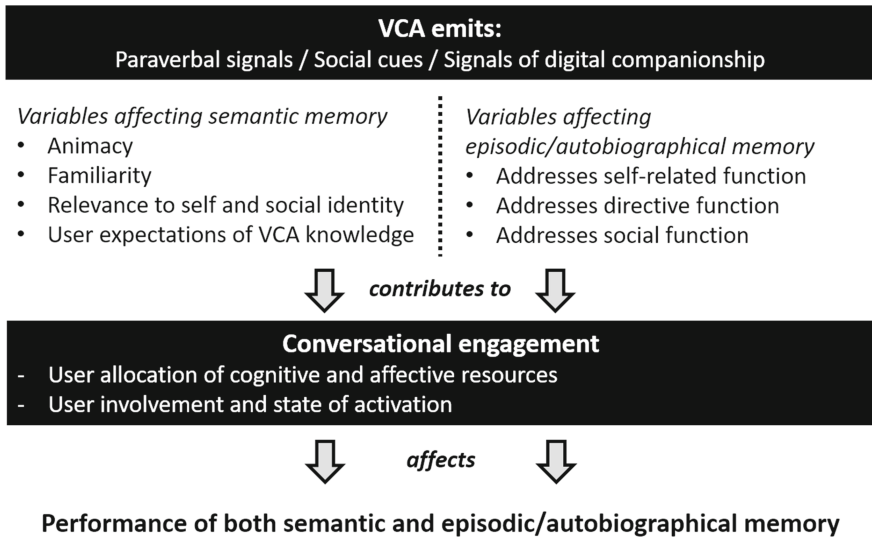 VCA emits:
Paraverbal signals / Social cues / Signals of digital companionship
Variables affecting semantic memory
• Animacy
• Familiarity
• Relevance to self and social identity
• User expectations of VCA knowledge
Variables affecting
episodic/autobiographical memory
• Addresses self-related function
• Addresses directive function
• Addresses social function
contributes to
Conversational engagement
- User allocation of cognitive and affective resources
- User involvement and state of activation
affects
Performance of both semantic and episodic/autobiographical memory